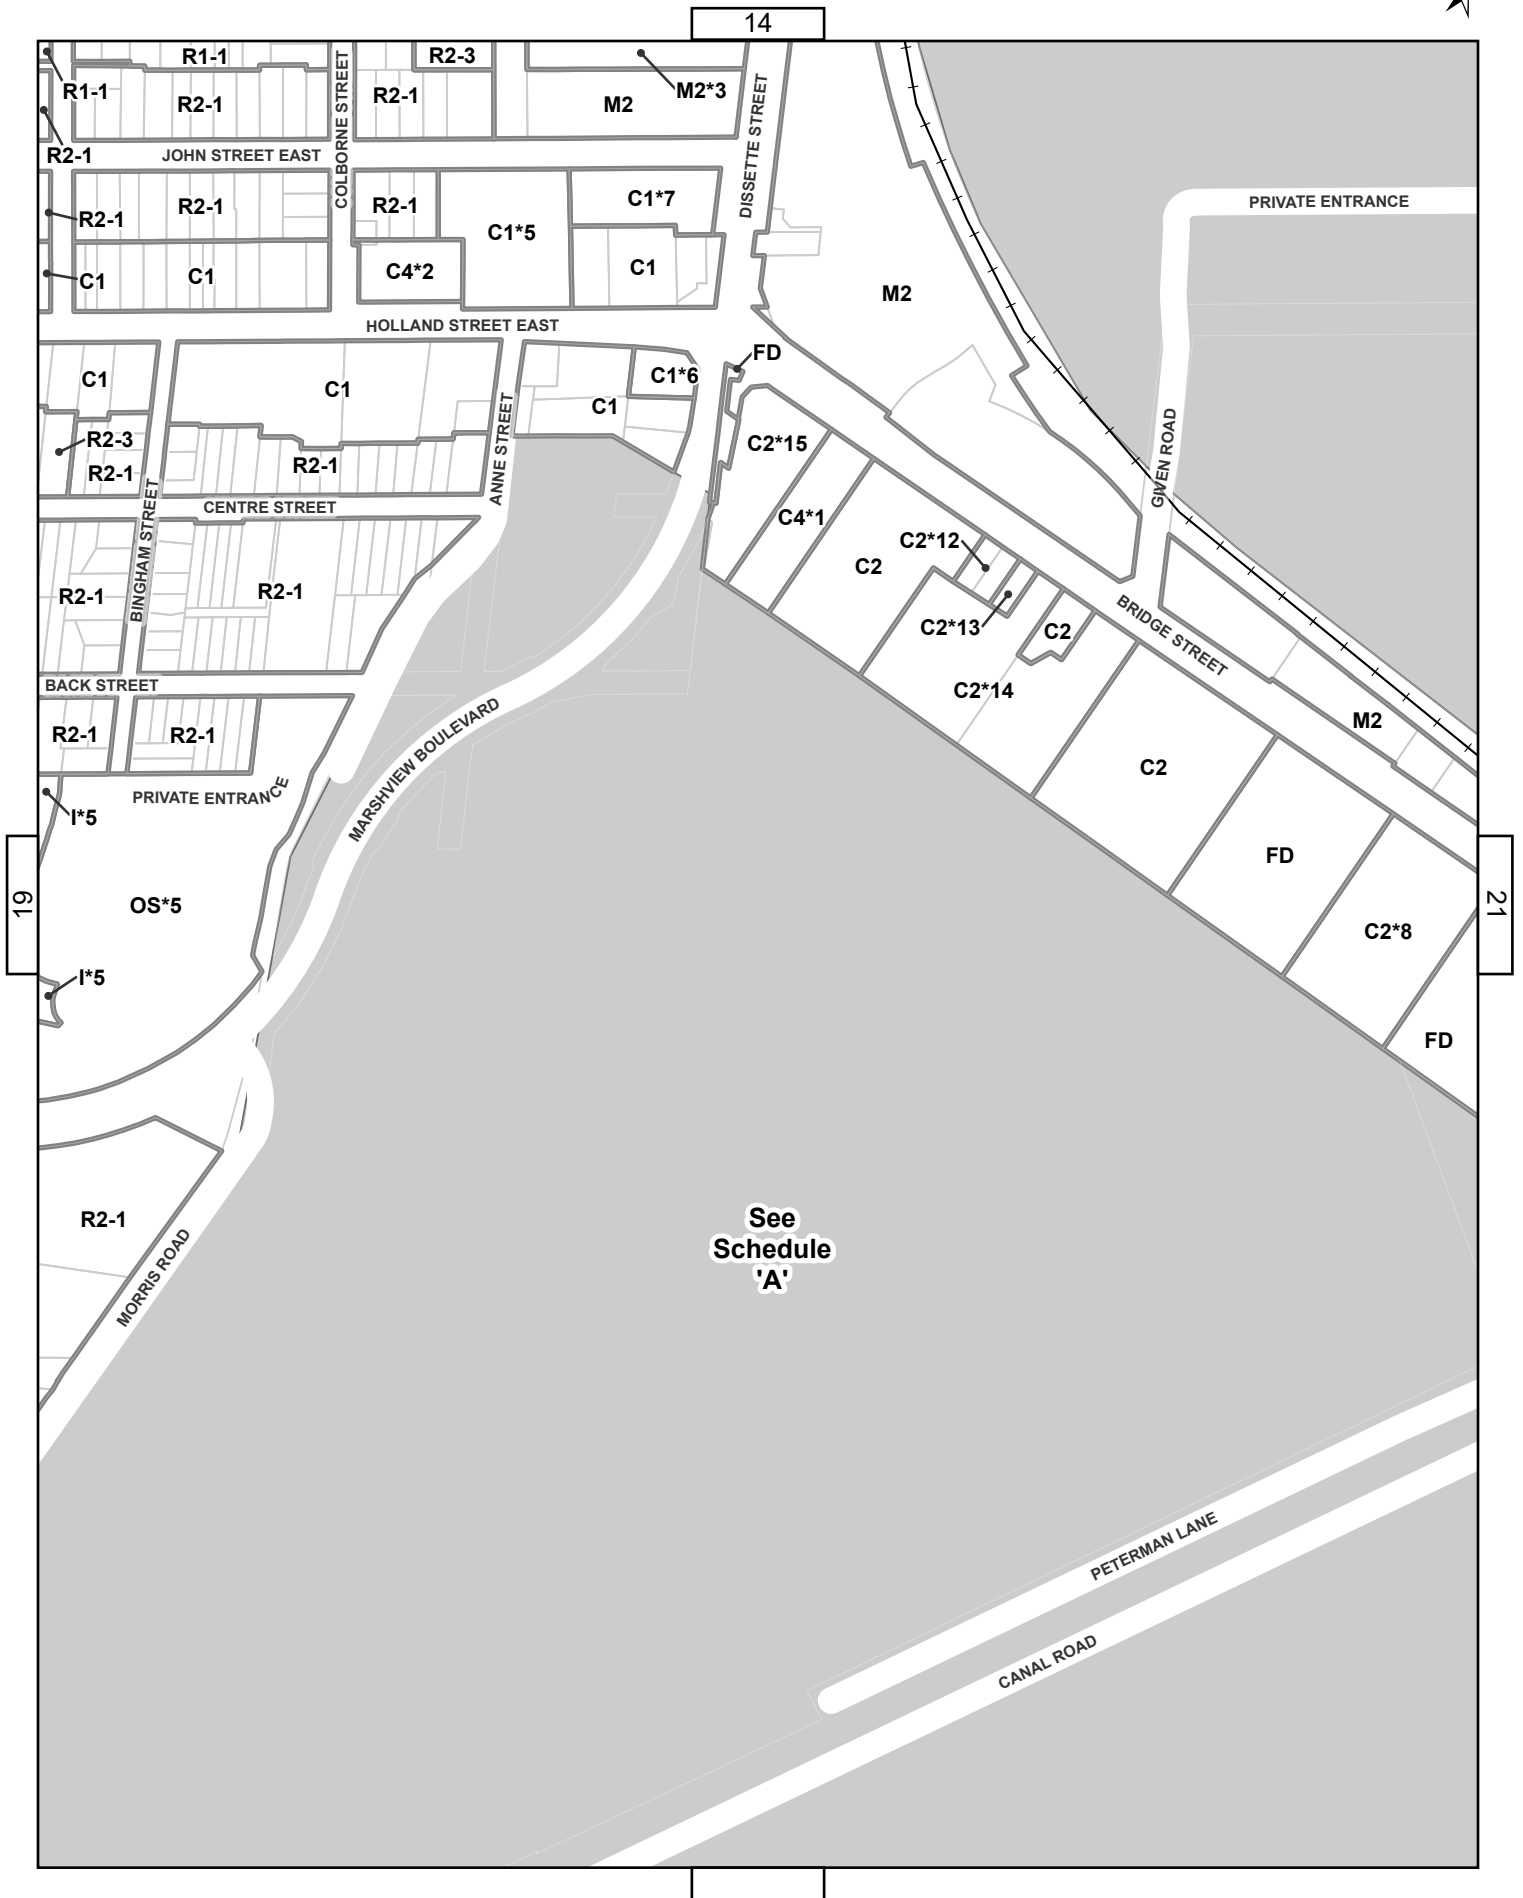 14
R1-1
R2-3
R1-1
R2-1
R2-1
M2*3
M2
R2-1
JOHN STREET EAST
COLBORNE STREET
DISSETTE STREET
R2-1
R2-1
R2-1
C1*5
C1*7
PRIVATE ENTRANCE
C1
C1
C4*2
C1
M2
HOLLAND STREET EAST
FD
C1
C1
C1*6
C1
R2-3
R2-1
R2-1
ANNE STREET
C2*15
GIVEN ROAD
CENTRE STREET
C4*1
BINGHAM STREET
C2*12
C2
R2-1
R2-1
C2*13
C2
BRIDGE STREET
BACK STREET
C2*14
R2-1
R2-1
MARSHVIEW BOULEVARD
M2
C2
PRIVATE ENTRANCE
I*5
FD
19
OS*5
21
C2*8
I*5
FD
R2-1
See
Schedule
'A'
MORRIS ROAD
PETERMAN LANE
CANAL ROAD